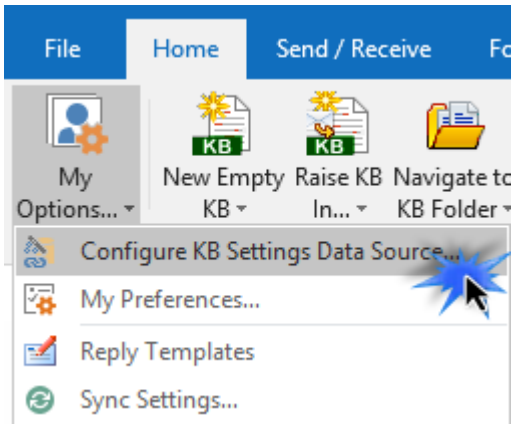 File Home Send / Receive Fo
KB KB
My New Empty Raise KB Navigate to
Options... KB In... KB Folder
Configure KB Settings Data Source...
My Preferences...
Reply Templates
Sync Settings...